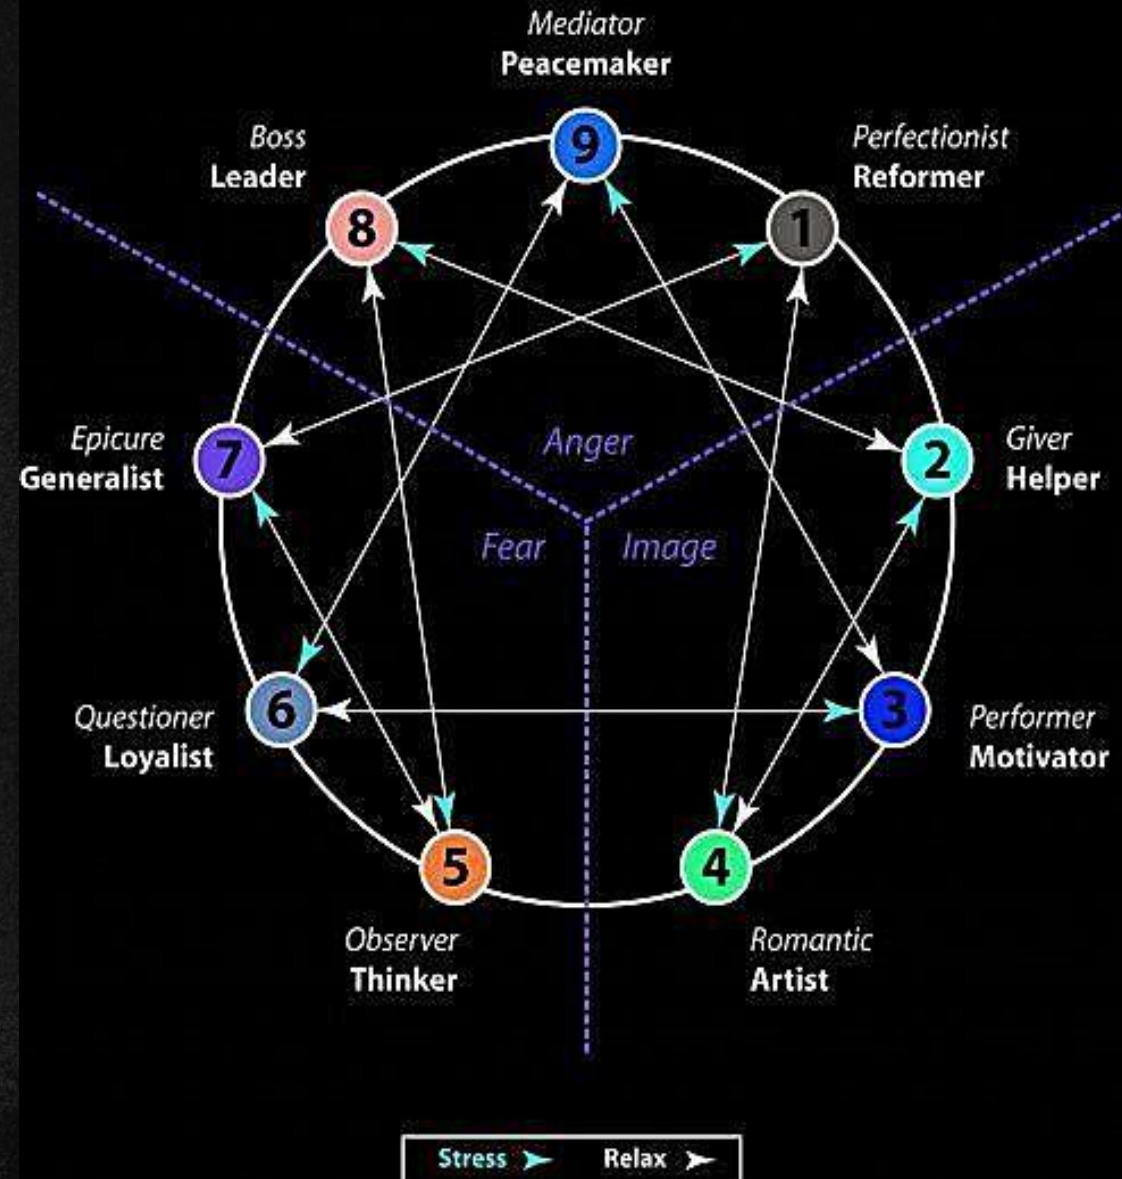 Mediator
Peacemaker
9
Boss
Leader
8
Perfectionist
Reformer
1
Epicure
Generalist
7
Anger
2
Giver
Helper
Fear
Image
Questioner
Loyalist
6
3
Performer
Motivator
5
4
Observer
Thinker
Romantic
Artist
Stress
Relax